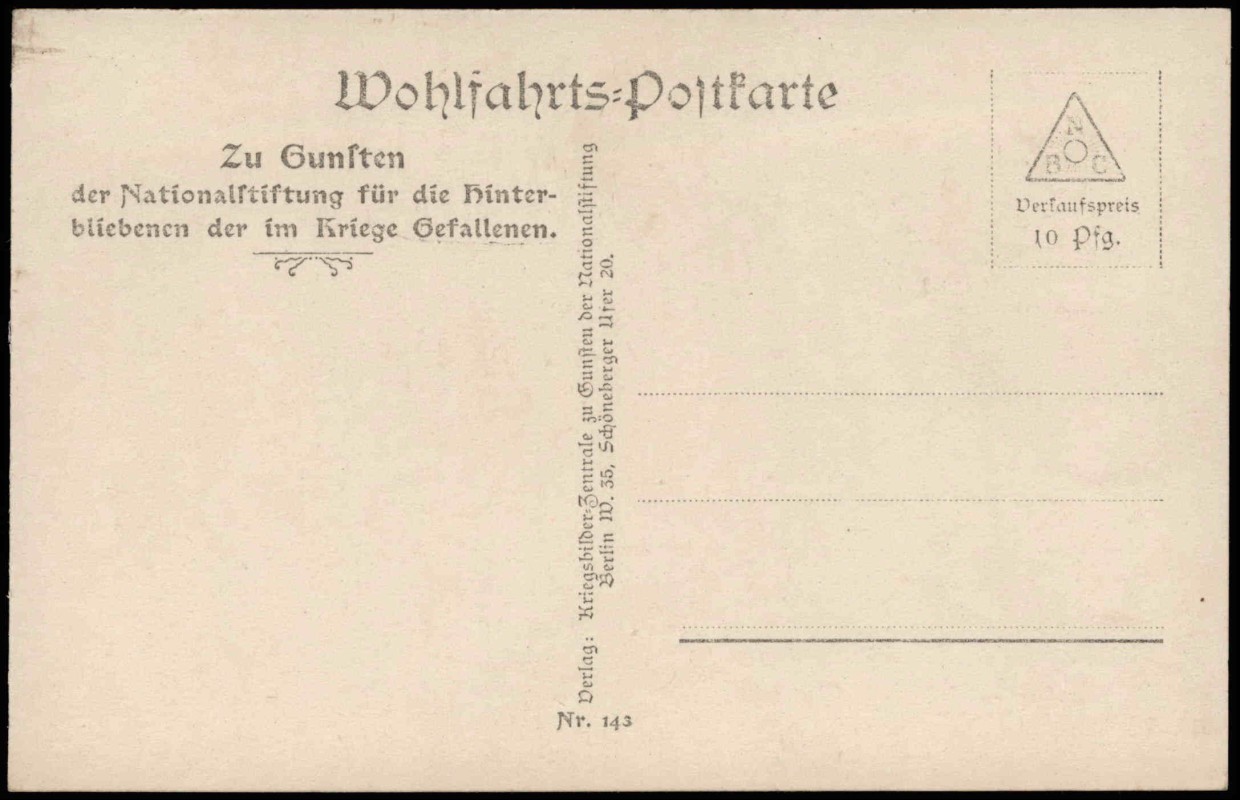 Wohlfahrts-Postkarte
Zu Gunsten
der Nationalstiftung für die Hinter-
bliebenen der im Kriege Gefallenen.
Verlag: Kriegsbilder-Zentrale zu Gunsten der Nationalstiftung
Berlin W. 35, Schöneberger Ufer 20.
Nr. 143
N
B C
Verkaufspreis
10 Pfg.